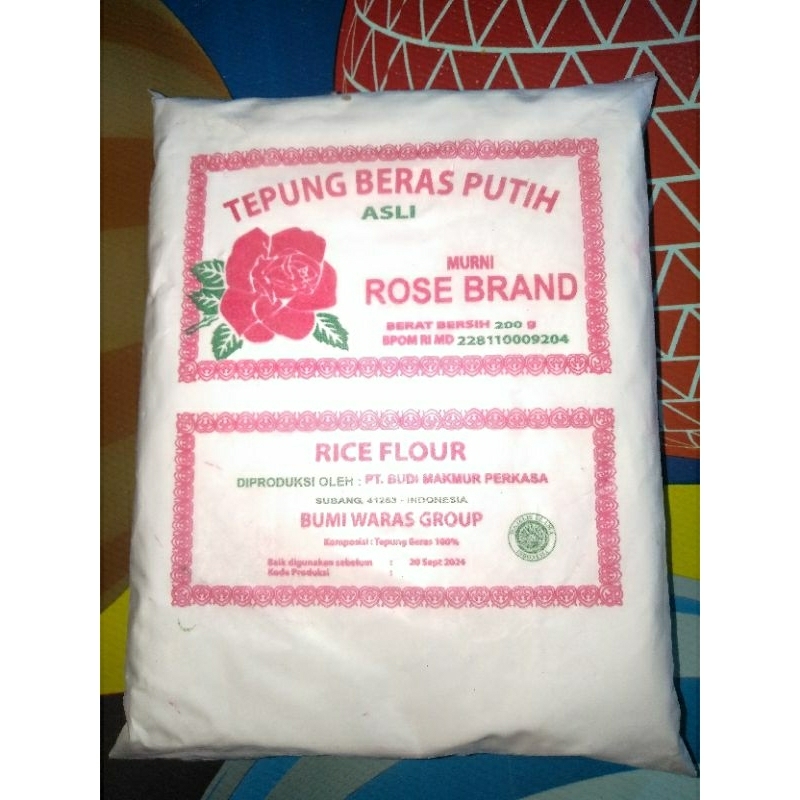 TEPUNG BERAS PUTIH
ASLI
MURNI
ROSE BRAND
BERAT BERSIH 200 g
BPOM RI MD 228110009204
RICE FLOUR
DIPRODUKSI OLEH : PT. BUDI MAKMUR PERKASA
SUBANG, 41263 - INDONESIA
BUMI WARAS GROUP
Komposisi : Tepung Beras 100%
Baik digunakan sebelum : 20 Sept 2024
Kode Produksi :